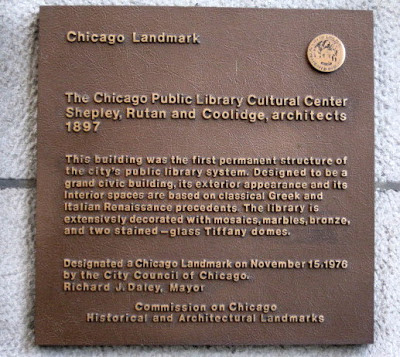 Chicago Landmark
The Chicago Public Library Cultural Center
Shepley, Rutan and Coolidge, architects
1897
This building was the first permanent structure of
the city's public library system. Designed to be a
grand civic building, its exterior appearance and its
interior spaces are based on classical Greek and
Italian Renaissance precedents. The library is
extensivsly decorated with mosaics, marbles, bronze,
and two stained-glass Tiffany domes.
Designated a Chicago Landmark on November 15, 1976
by the City Council of Chicago.
Richard J. Daley, Mayor
Commission on Chicago
Historical and Architectural Landmarks